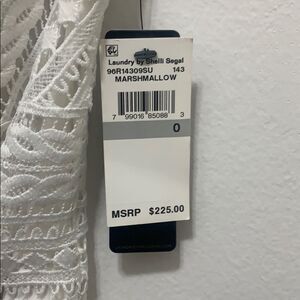 Laundry by Shelli Segal
96R14309SU 143
MARSHMALLOW
7 99016 85088 3
0
MSRP $225.00